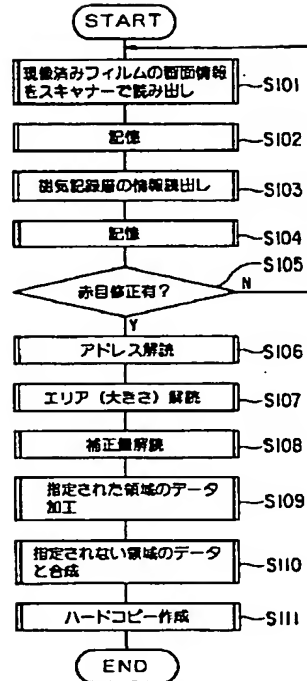 START
現像済みフィルムの画面情報
をスキャナーで読み出し
S101
記憶
S102
磁気記録層の情報読出し
S103
記憶
S104
S105
赤目修正有?
N
Y
アドレス解読
S106
エリア(大きさ)解読
S107
補正量解読
S108
指定された領域のデータ
加工
S109
指定されない領域のデータ
と合成
S110
ハードコピー作成
S111
END